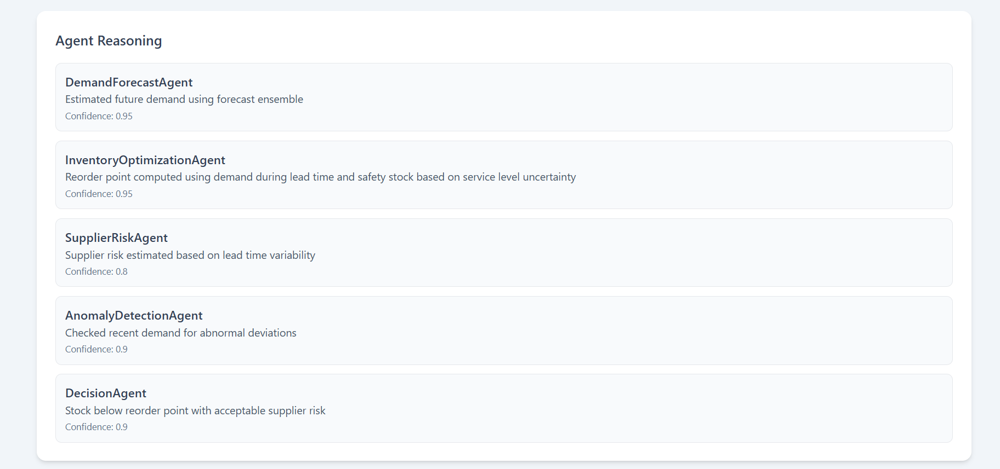 Agent Reasoning
DemandForecastAgent
Estimated future demand using forecast ensemble
Confidence: 0.95
InventoryOptimizationAgent
Reorder point computed using demand during lead time and safety stock based on service level uncertainty
Confidence: 0.95
SupplierRiskAgent
Supplier risk estimated based on lead time variability
Confidence: 0.8
AnomalyDetectionAgent
Checked recent demand for abnormal deviations
Confidence: 0.9
DecisionAgent
Stock below reorder point with acceptable supplier risk
Confidence: 0.9